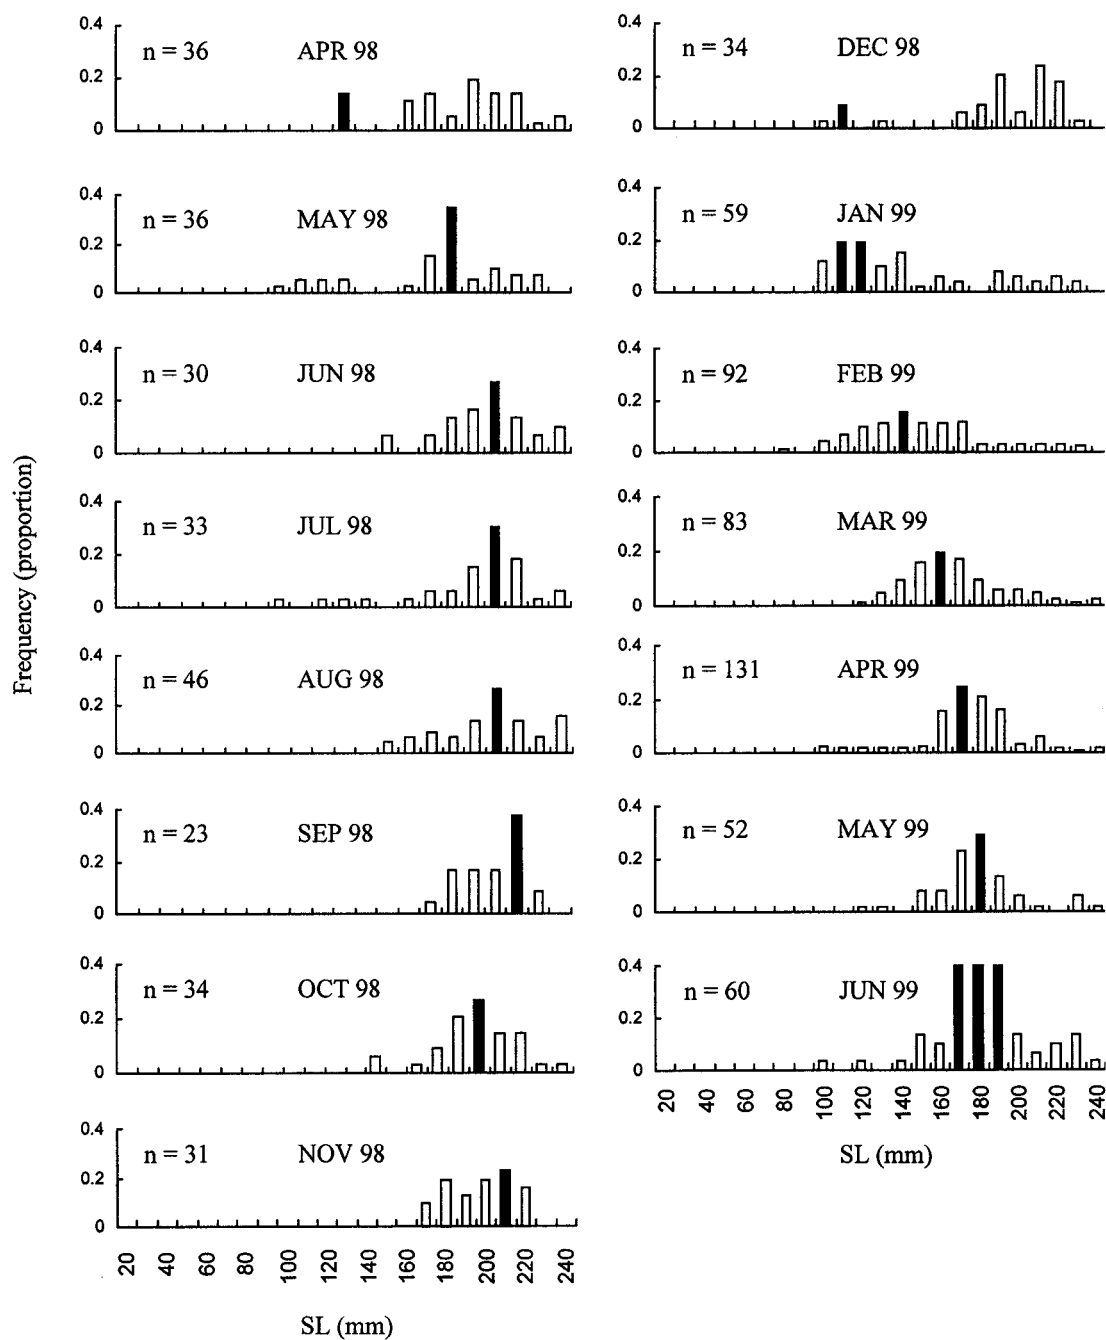 Frequency (proportion)
0.4
0.2
0
n = 36 APR 98
0.4
0.2
0
n = 36 MAY 98
0.4
0.2
0
n = 30 JUN 98
0.4
0.2
0
n = 33 JUL 98
0.4
0.2
0
n = 46 AUG 98
0.4
0.2
0
n = 23 SEP 98
0.4
0.2
0
n = 34 OCT 98
0.4
0.2
0
n = 31 NOV 98
20 40 60 80 100 120 140 160 180 200 220 240
SL (mm)
0.4
0.2
0
n = 34 DEC 98
0.4
0.2
0
n = 59 JAN 99
0.4
0.2
0
n = 92 FEB 99
0.4
0.2
0
n = 83 MAR 99
0.4
0.2
0
n = 131 APR 99
0.4
0.2
0
n = 52 MAY 99
0.4
0.2
0
n = 60 JUN 99
20 40 60 80 100 120 140 160 180 200 220 240
SL (mm)